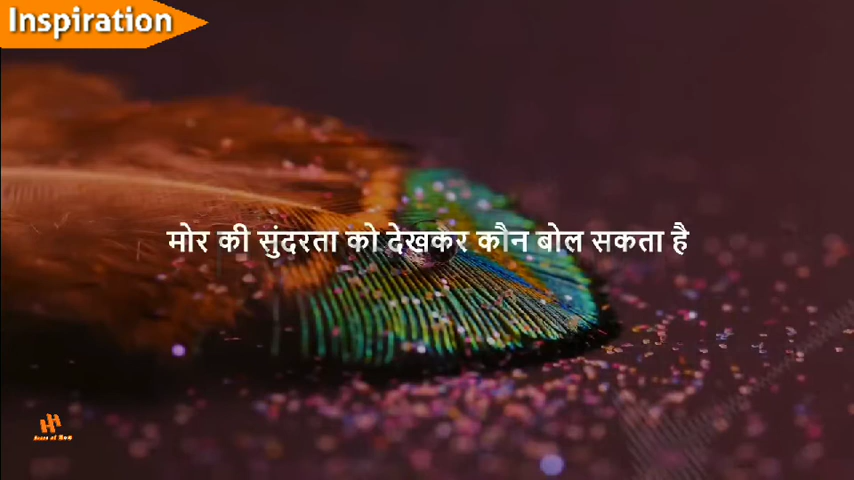 Inspiration
मोर की सुंदरता को देखकर कौन बोल सकता है